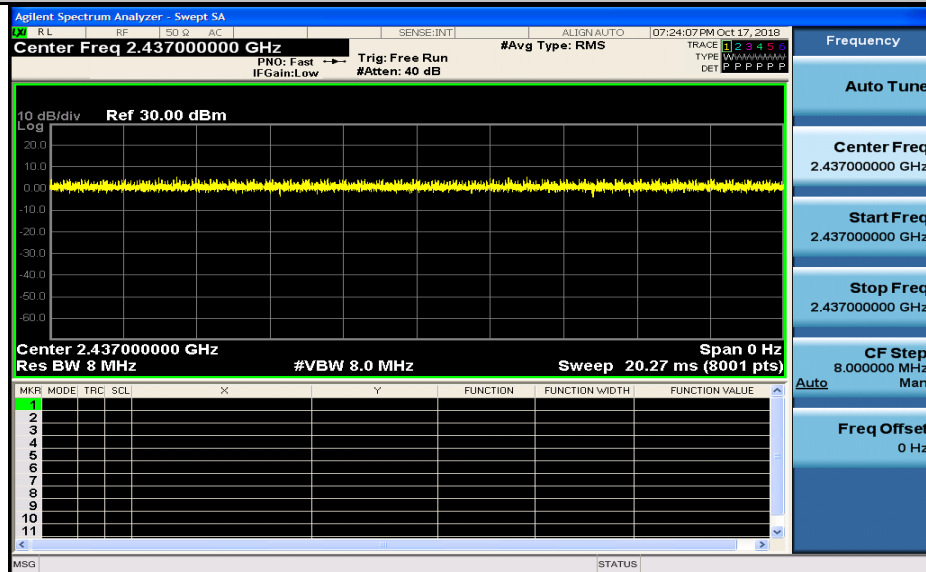 Agilent Spectrum Analyzer - Swept SA
LXI RL RF 50 Ω AC SENSE:INT ALIGN AUTO 07:24:07 PM Oct 17, 2018
Center Freq 2.437000000 GHz
PNO: Fast
IFGain:Low
Trig: Free Run
#Atten: 40 dB
#Avg Type: RMS
TRACE 1 2 3 4 5 6
TYPE WWWWWW
DET P P P P P P
10 dB/div Ref 30.00 dBm
Log
20.0
10.0
0.00
-10.0
-20.0
-30.0
-40.0
-50.0
-60.0
Center 2.437000000 GHz Span 0 Hz
Res BW 8 MHz #VBW 8.0 MHz Sweep 20.27 ms (8001 pts)
MKR MODE TRC SCL X Y FUNCTION FUNCTION WIDTH FUNCTION VALUE
1
2
3
4
5
6
7
8
9
10
11
MSG STATUS
Frequency
Auto Tune
Center Freq
2.437000000 GHz
Start Freq
2.437000000 GHz
Stop Freq
2.437000000 GHz
CF Step
8.000000 MHz
Auto Man
Freq Offset
0 Hz